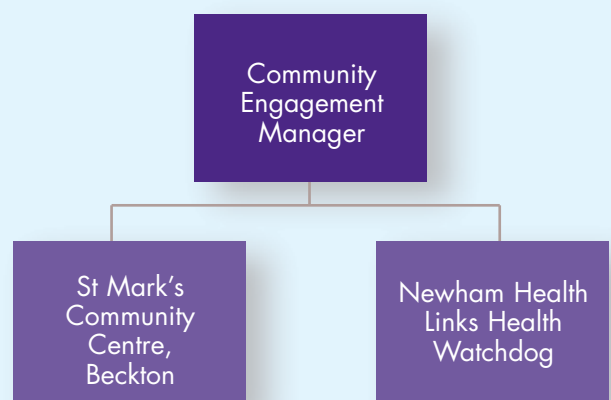 Community
Engagement
Manager
St Mark's
Community
Centre,
Beckton
Newham Health
Links Health
Watchdog